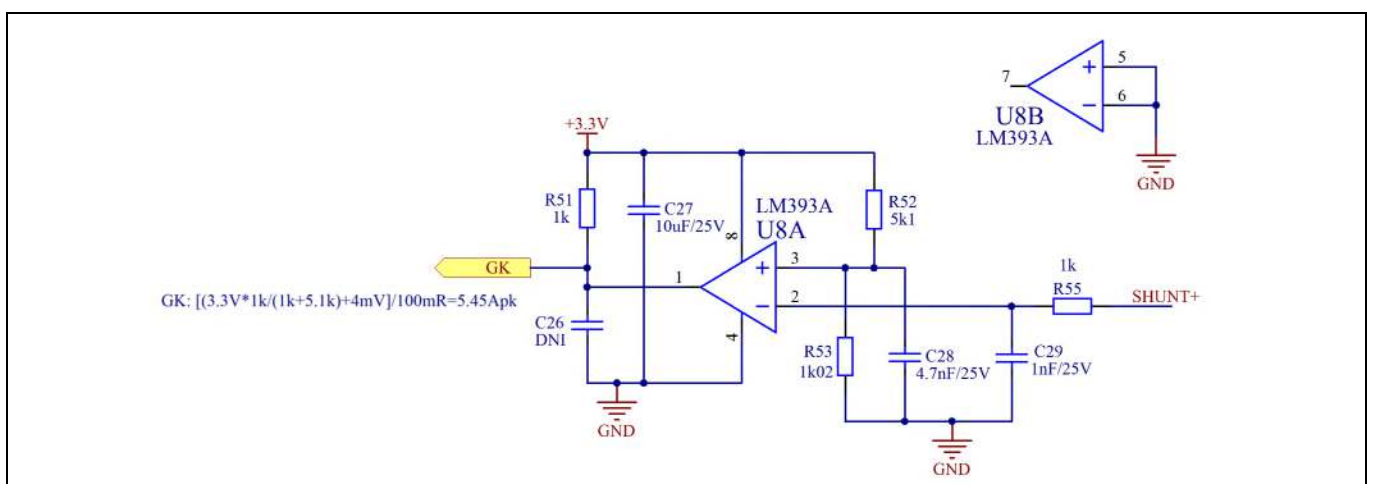 7
5
+
-
6
U8B
LM393A
GND
+3.3V
R51
1k
C27
10uF/25V
LM393A
U8A
R52
5k1
8
GK
1
+
3
-
2
1k
R55
SHUNT+
GK: [(3.3V*1k/(1k+5.1k)+4mV]/100mR=5.45Apk
C26
DNI
4
R53
1k02
C28
4.7nF/25V
C29
1nF/25V
GND
GND